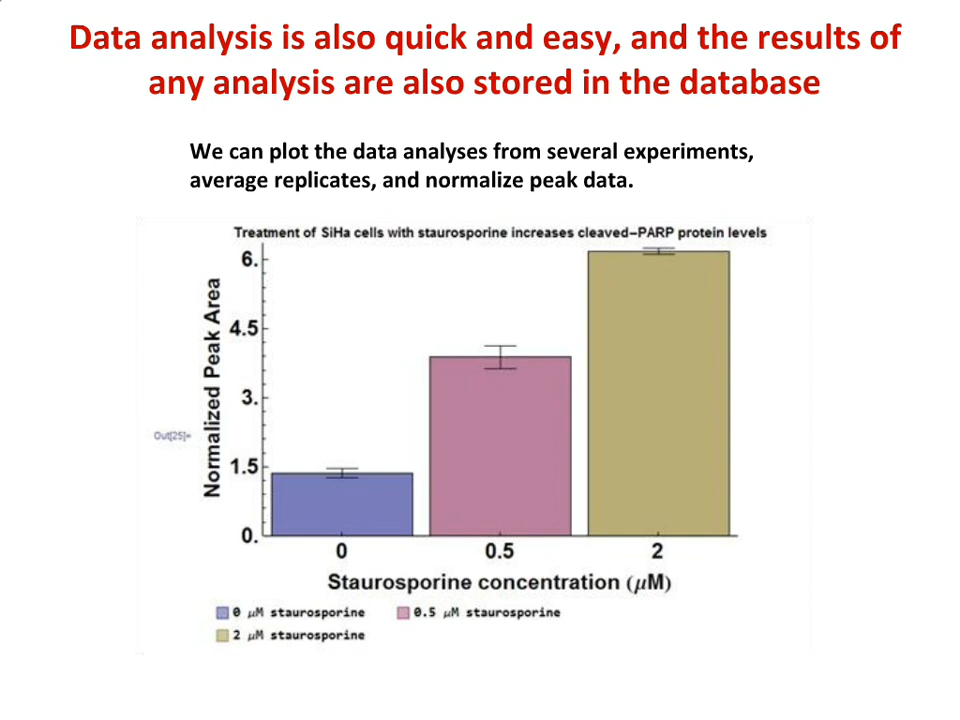 Data analysis is also quick and easy, and the results of
any analysis are also stored in the database
We can plot the data analyses from several experiments,
average replicates, and normalize peak data.
Treatment of SiHa cells with staurosporine increases cleaved−PARP protein levels
Normalized Peak Area
6.
4.5
3.
1.5
0.
Out[25]=
0 0.5 2
Staurosporine concentration (μM)
0 μM staurosporine 0.5 μM staurosporine
2 μM staurosporine